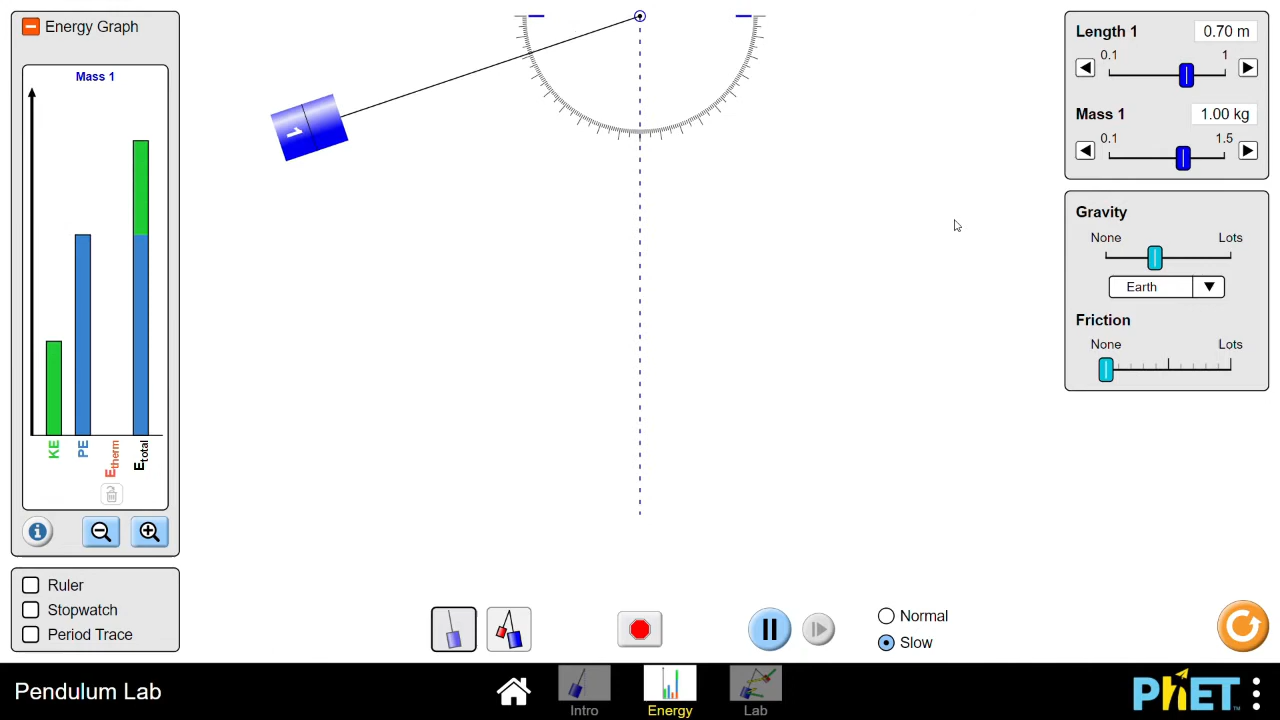 Energy Graph
Mass 1
KE
PE
Etherm
Etotal
Ruler
Stopwatch
Period Trace
1
Length 1 0.70 m
0.1 1
Mass 1 1.00 kg
0.1 1.5
Gravity
None Lots
Earth
Friction
None Lots
Normal
Slow
Pendulum Lab
Intro
Energy
Lab
PhET